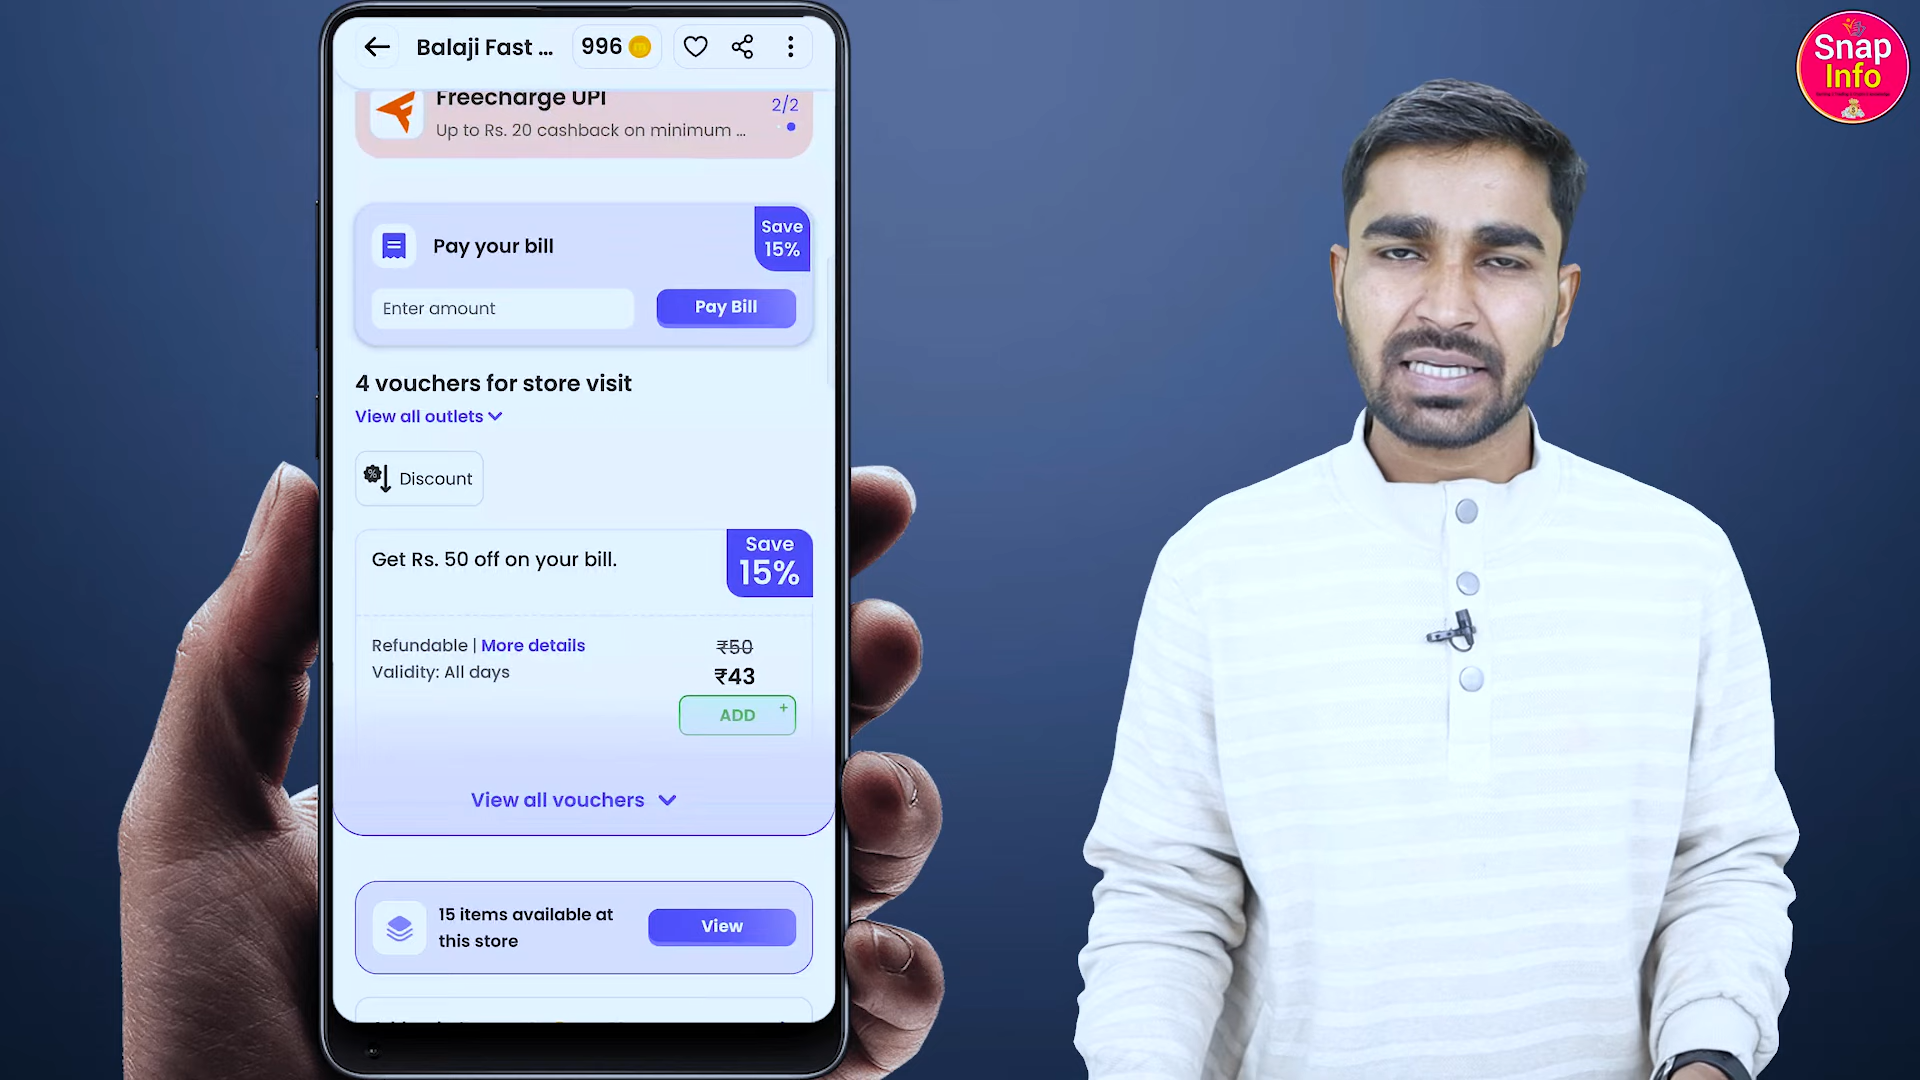 Balaji Fast ...
996
Freecharge UPI
2/2
Up to Rs. 20 cashback on minimum ...
Save
15%
Pay your bill
Enter amount
Pay Bill
4 vouchers for store visit
View all outlets
Discount
Get Rs. 50 off on your bill.
Save
15%
Refundable | More details
Validity: All days
₹50
₹43
ADD +
View all vouchers
15 items available at
this store
View
Snap
Info